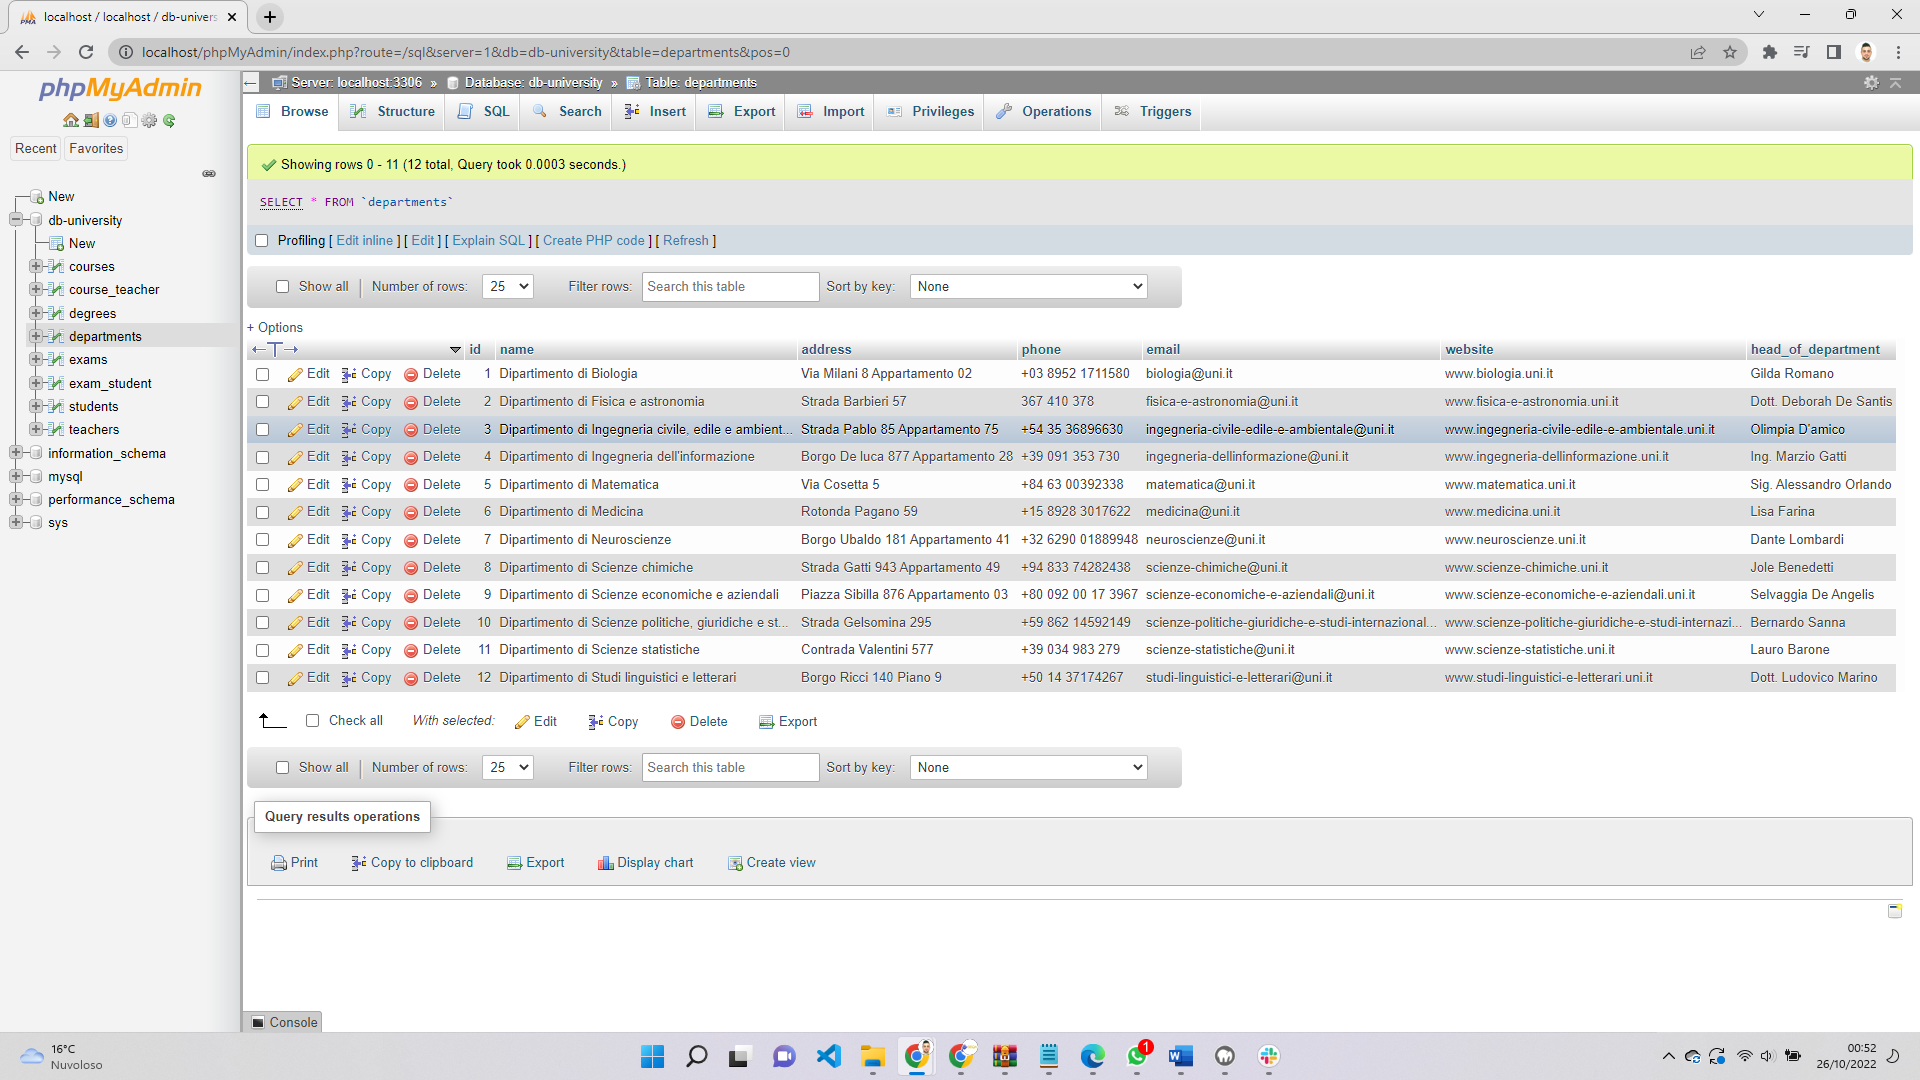 localhost / localhost / db-univers
localhost/phpMyAdmin/index.php?route=/sql&server=1&db=db-university&table=departments&pos=0
phpMyAdmin
Recent Favorites
New
db-university
New
courses
course_teacher
degrees
departments
exams
exam_student
students
teachers
information_schema
mysql
performance_schema
sys
Server: localhost:3306 » Database: db-university » Table: departments
Browse Structure SQL Search Insert Export Import Privileges Operations Triggers
Showing rows 0 - 11 (12 total, Query took 0.0003 seconds.)
SELECT * FROM `departments`
Profiling [ Edit inline ] [ Edit ] [ Explain SQL ] [ Create PHP code ] [ Refresh ]
Show all Number of rows: 25 Filter rows: Search this table Sort by key: None
+ Options
←T→ id name address phone email website head_of_department
Edit Copy Delete 1 Dipartimento di Biologia Via Milani 8 Appartamento 02 +03 8952 1711580 biologia@uni.it www.biologia.uni.it Gilda Romano
Edit Copy Delete 2 Dipartimento di Fisica e astronomia Strada Barbieri 57 367 410 378 fisica-e-astronomia@uni.it www.fisica-e-astronomia.uni.it Dott. Deborah De Santis
Edit Copy Delete 3 Dipartimento di Ingegneria civile, edile e ambient... Strada Pablo 85 Appartamento 75 +54 35 36896630 ingegneria-civile-edile-e-ambientale@uni.it www.ingegneria-civile-edile-e-ambientale.uni.it Olimpia D'amico
Edit Copy Delete 4 Dipartimento di Ingegneria dell'informazione Borgo De luca 877 Appartamento 28 +39 091 353 730 ingegneria-dellinformazione@uni.it www.ingegneria-dellinformazione.uni.it Ing. Marzio Gatti
Edit Copy Delete 5 Dipartimento di Matematica Via Cosetta 5 +84 63 00392338 matematica@uni.it www.matematica.uni.it Sig. Alessandro Orlando
Edit Copy Delete 6 Dipartimento di Medicina Rotonda Pagano 59 +15 8928 3017622 medicina@uni.it www.medicina.uni.it Lisa Farina
Edit Copy Delete 7 Dipartimento di Neuroscienze Borgo Ubaldo 181 Appartamento 41 +32 6290 01889948 neuroscienze@uni.it www.neuroscienze.uni.it Dante Lombardi
Edit Copy Delete 8 Dipartimento di Scienze chimiche Strada Gatti 943 Appartamento 49 +94 833 74282438 scienze-chimiche@uni.it www.scienze-chimiche.uni.it Jole Benedetti
Edit Copy Delete 9 Dipartimento di Scienze economiche e aziendali Piazza Sibilla 876 Appartamento 03 +80 092 00 17 3967 scienze-economiche-e-aziendali@uni.it www.scienze-economiche-e-aziendali.uni.it Selvaggia De Angelis
Edit Copy Delete 10 Dipartimento di Scienze politiche, giuridiche e st... Strada Gelsomina 295 +59 862 14592149 scienze-politiche-giuridiche-e-studi-internazional... www.scienze-politiche-giuridiche-e-studi-internazi... Bernardo Sanna
Edit Copy Delete 11 Dipartimento di Scienze statistiche Contrada Valentini 577 +39 034 983 279 scienze-statistiche@uni.it www.scienze-statistiche.uni.it Lauro Barone
Edit Copy Delete 12 Dipartimento di Studi linguistici e letterari Borgo Ricci 140 Piano 9 +50 14 37174267 studi-linguistici-e-letterari@uni.it www.studi-linguistici-e-letterari.uni.it Dott. Ludovico Marino
Check all With selected: Edit Copy Delete Export
Show all Number of rows: 25 Filter rows: Search this table Sort by key: None
Query results operations
Print Copy to clipboard Export Display chart Create view
Console
16°C
Nuvoloso
1
00:52
26/10/2022